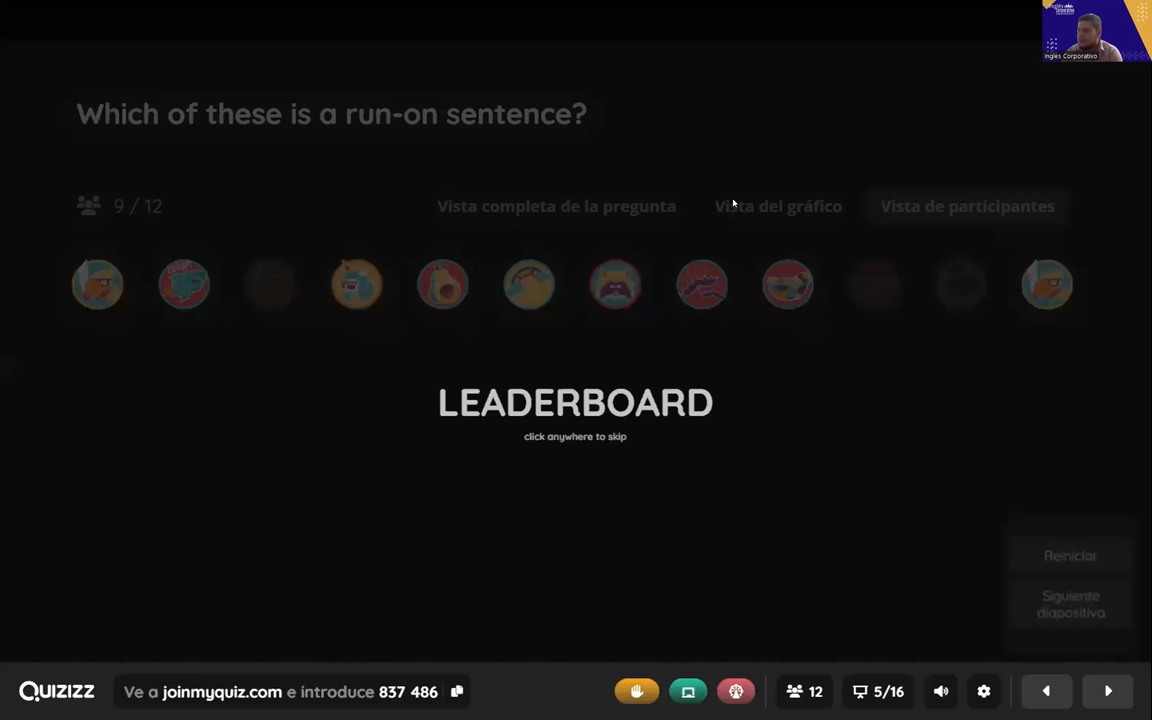 Ingles Corporativo
Which of these is a run-on sentence?
9 / 12
Vista completa de la pregunta
Vista del gráfico
Vista de participantes
LEADERBOARD
click anywhere to skip
Reiniciar
Siguiente
diapositiva
QUIZIZZ
Ve a joinmyquiz.com e introduce 837 486
12
5/16